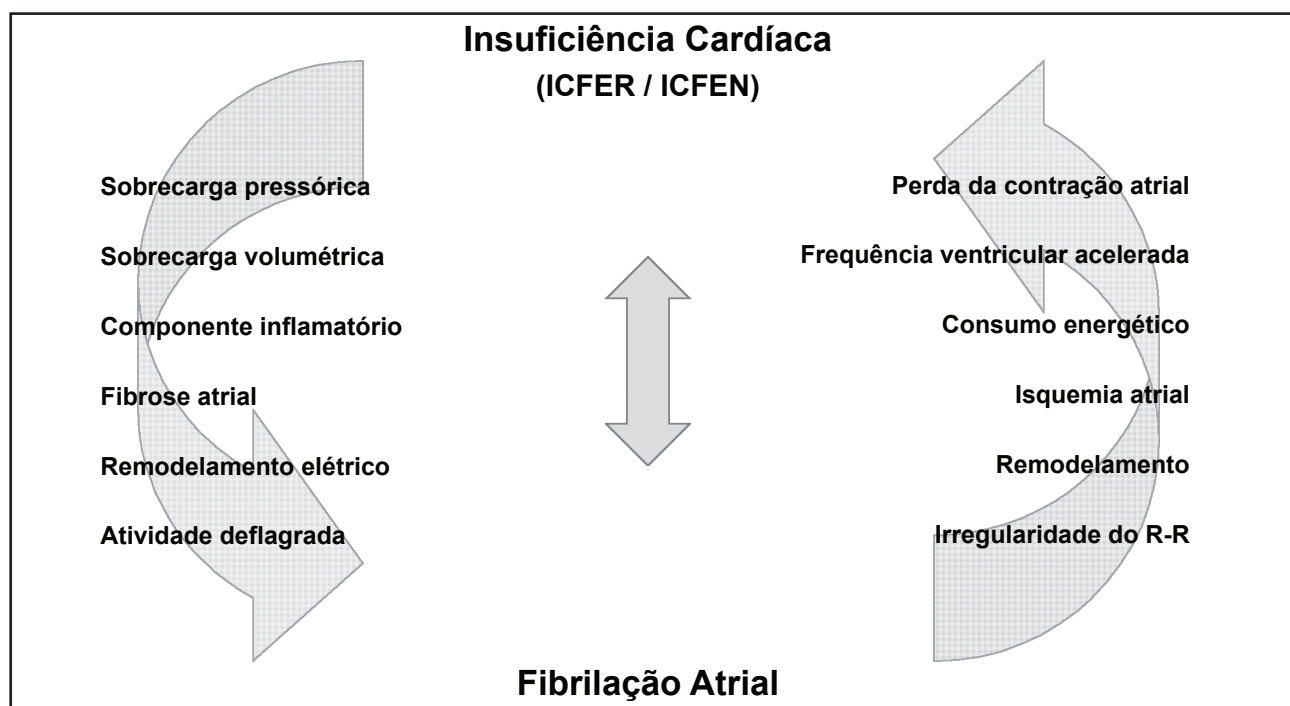 Insuficiência Cardíaca
(ICFER / ICFEN)
Sobrecarga pressórica
Sobrecarga volumétrica
Componente inflamatório
Fibrose atrial
Remodelamento elétrico
Atividade deflagrada
Perda da contração atrial
Frequência ventricular acelerada
Consumo energético
Isquemia atrial
Remodelamento
Irregularidade do R-R
Fibrilação Atrial